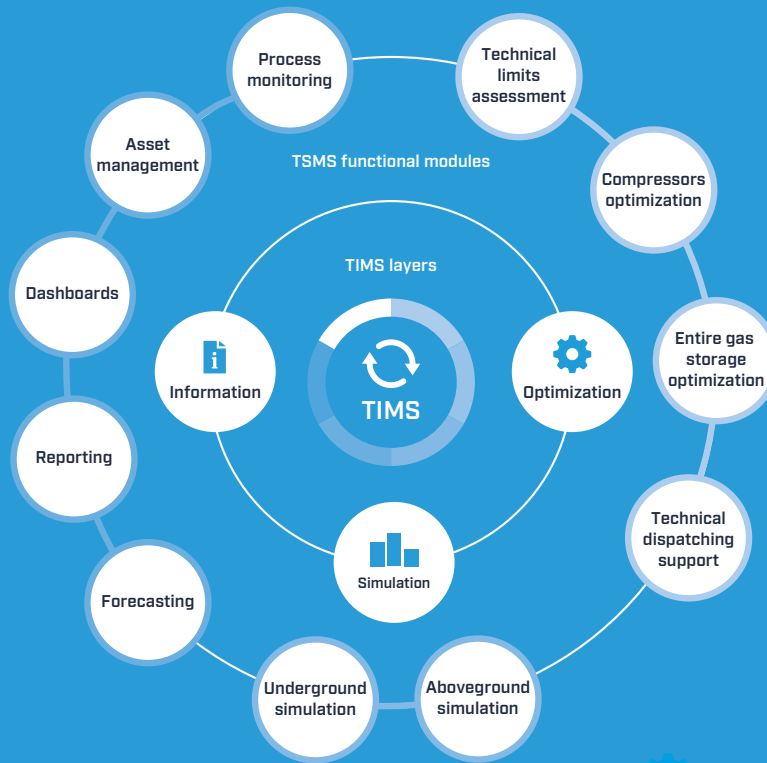 Process
monitoring
Technical
limits
assessment
Asset
management
TSMS functional modules
Compressors
optimization
TIMS layers
Dashboards
Entire gas
storage
optimization
i
Information
Optimization
TIMS
Reporting
Technical
dispatching
support
Simulation
Forecasting
Underground
simulation
Aboveground
simulation